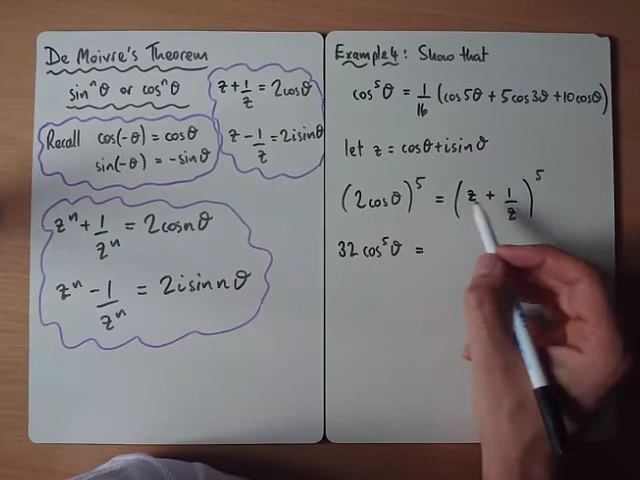 De Moivre's Theorem
sinⁿθ or cosⁿθ
z + 1/z = 2cosθ
z - 1/z = 2isinθ
Recall cos(-θ) = cosθ
sin(-θ) = -sinθ
zⁿ + 1/zⁿ = 2cosnθ
zⁿ - 1/zⁿ = 2isin nθ
Example 4: Show that
cos⁵θ = 1/16 (cos5θ + 5cos3θ + 10cosθ)
let z = cosθ + isinθ
(2cosθ)⁵ = (z + 1/z)⁵
32cos⁵θ =